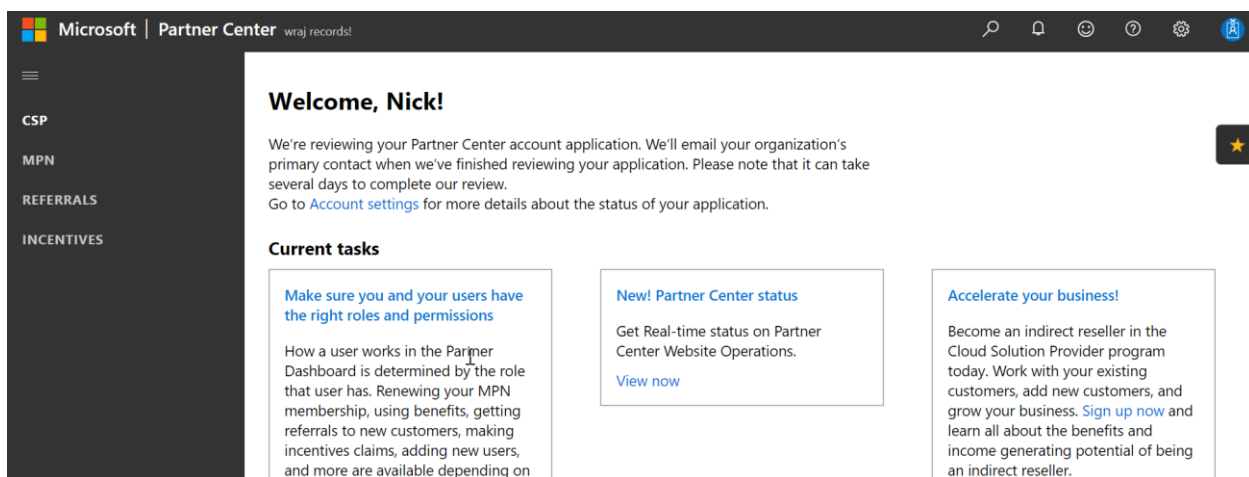 Microsoft | Partner Center wraj records!
CSP
MPN
REFERRALS
INCENTIVES
Welcome, Nick!
We're reviewing your Partner Center account application. We'll email your organization's
primary contact when we've finished reviewing your application. Please note that it can take
several days to complete our review.
Go to Account settings for more details about the status of your application.
Current tasks
Make sure you and your users have
the right roles and permissions
How a user works in the Partner
Dashboard is determined by the role
that user has. Renewing your MPN
membership, using benefits, getting
referrals to new customers, making
incentives claims, adding new users,
and more are available depending on
New! Partner Center status
Get Real-time status on Partner
Center Website Operations.
View now
Accelerate your business!
Become an indirect reseller in the
Cloud Solution Provider program
today. Work with your existing
customers, add new customers, and
grow your business. Sign up now and
learn all about the benefits and
income generating potential of being
an indirect reseller.